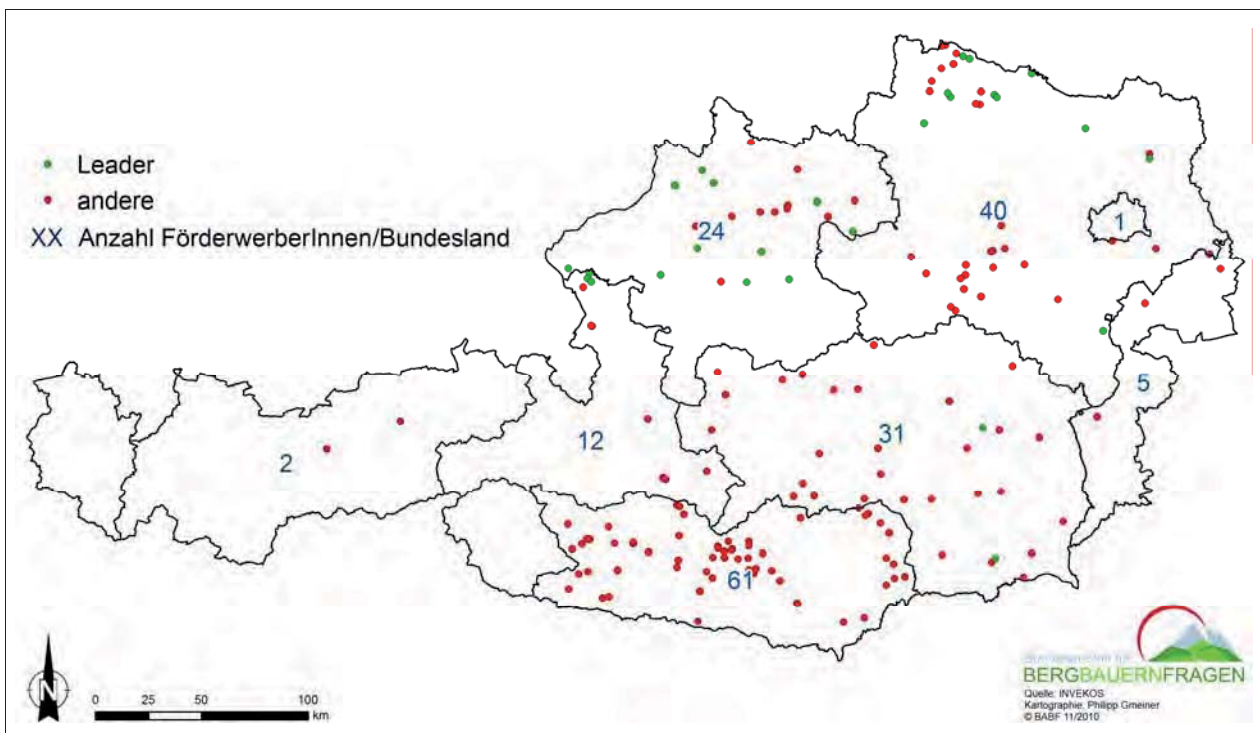 Leader
andere
XX Anzahl FörderwerberInnen/Bundesland
40
1
24
5
31
12
2
61
N
0 25 50 100
km
BERGBAUERNFRAGEN
Quelle: INVEKOS
Kartographie: Philipp Gmeiner
© BABF 11/2010